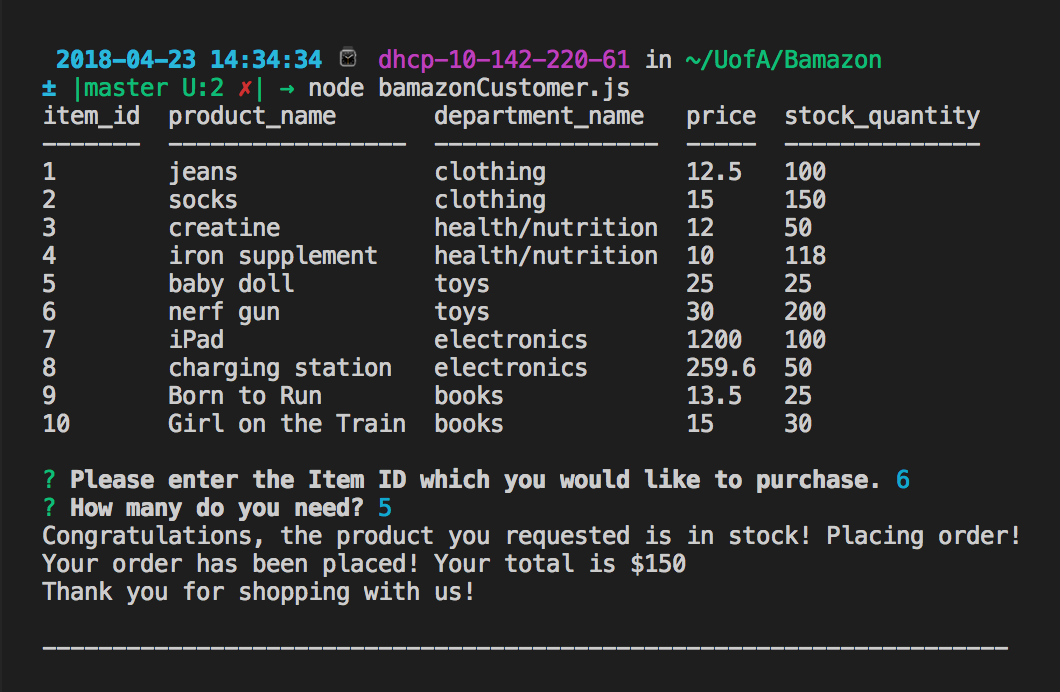 2018-04-23 14:34:34 ⌚ dhcp-10-142-220-61 in ~/UofA/Bamazon
± |master U:2 ✗| → node bamazonCustomer.js
item_id  product_name       department_name   price  stock_quantity
-------  -----------------  ----------------  -----  --------------
1        jeans              clothing          12.5   100
2        socks              clothing          15     150
3        creatine           health/nutrition  12     50
4        iron supplement    health/nutrition  10     118
5        baby doll          toys              25     25
6        nerf gun           toys              30     200
7        iPad               electronics       1200   100
8        charging station   electronics       259.6  50
9        Born to Run        books             13.5   25
10       Girl on the Train  books             15     30
? Please enter the Item ID which you would like to purchase. 6
? How many do you need? 5
Congratulations, the product you requested is in stock! Placing order!
Your order has been placed! Your total is $150
Thank you for shopping with us!
---------------------------------------------------------------------